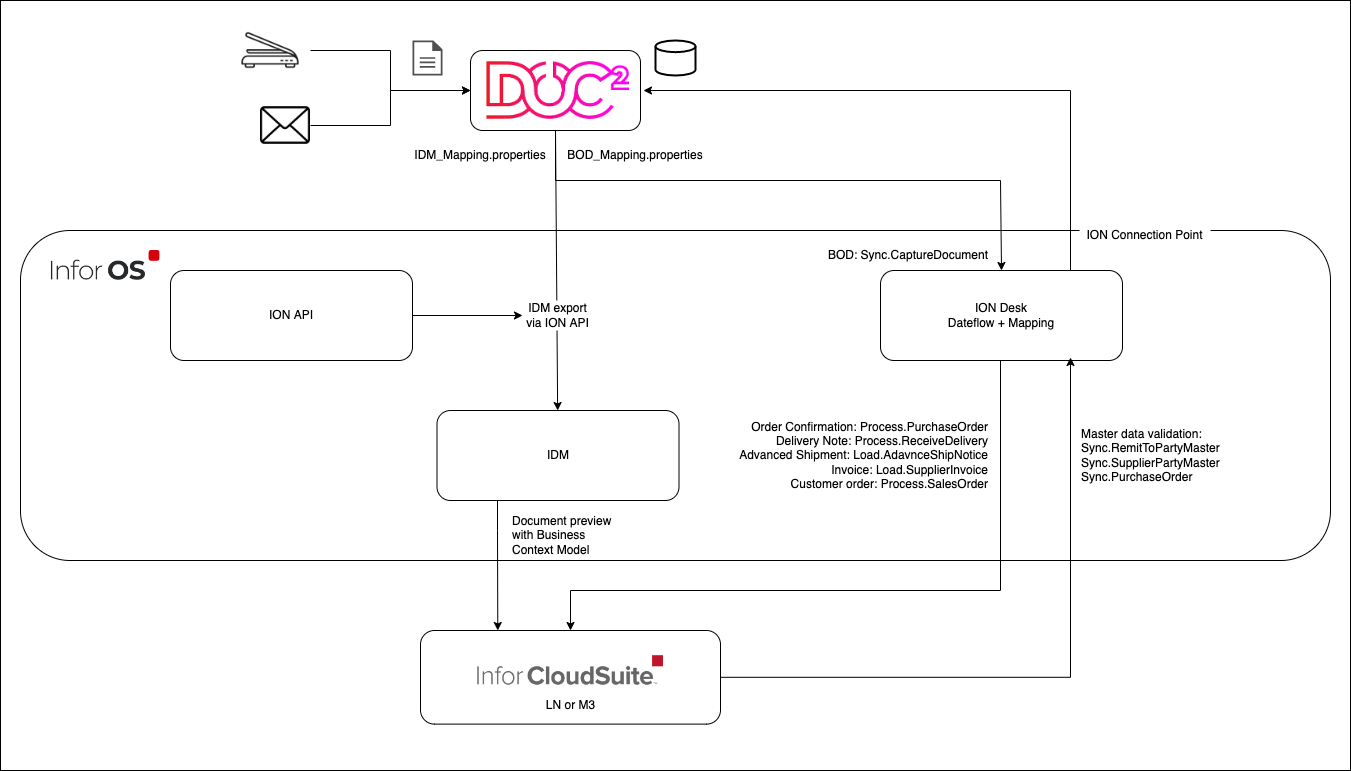 DOC²
IDM_Mapping.properties
BOD_Mapping.properties
ION Connection Point
Infor OS
BOD: Sync.CaptureDocument
ION API
IDM export
via ION API
ION Desk
Dateflow + Mapping
IDM
Order Confirmation: Process.PurchaseOrder
Delivery Note: Process.ReceiveDelivery
Advanced Shipment: Load.AdavnceShipNotice
Invoice: Load.SupplierInvoice
Customer order: Process.SalesOrder
Master data validation:
Sync.RemitToPartyMaster
Sync.SupplierPartyMaster
Sync.PurchaseOrder
Document preview
with Business
Context Model
Infor CloudSuite
LN or M3